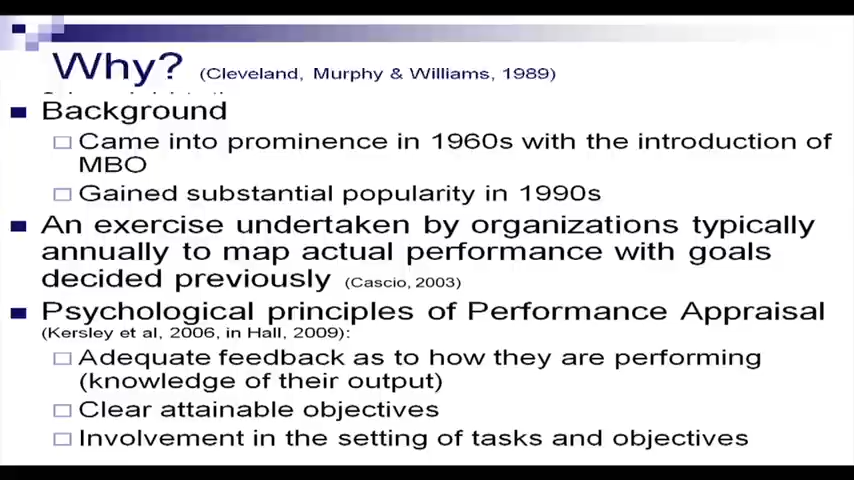 Why? (Cleveland, Murphy & Williams, 1989)
Background
Came into prominence in 1960s with the introduction of
MBO
Gained substantial popularity in 1990s
An exercise undertaken by organizations typically
annually to map actual performance with goals
decided previously (Cascio, 2003)
Psychological principles of Performance Appraisal
(Kersley et al, 2006, in Hall, 2009):
Adequate feedback as to how they are performing
(knowledge of their output)
Clear attainable objectives
Involvement in the setting of tasks and objectives